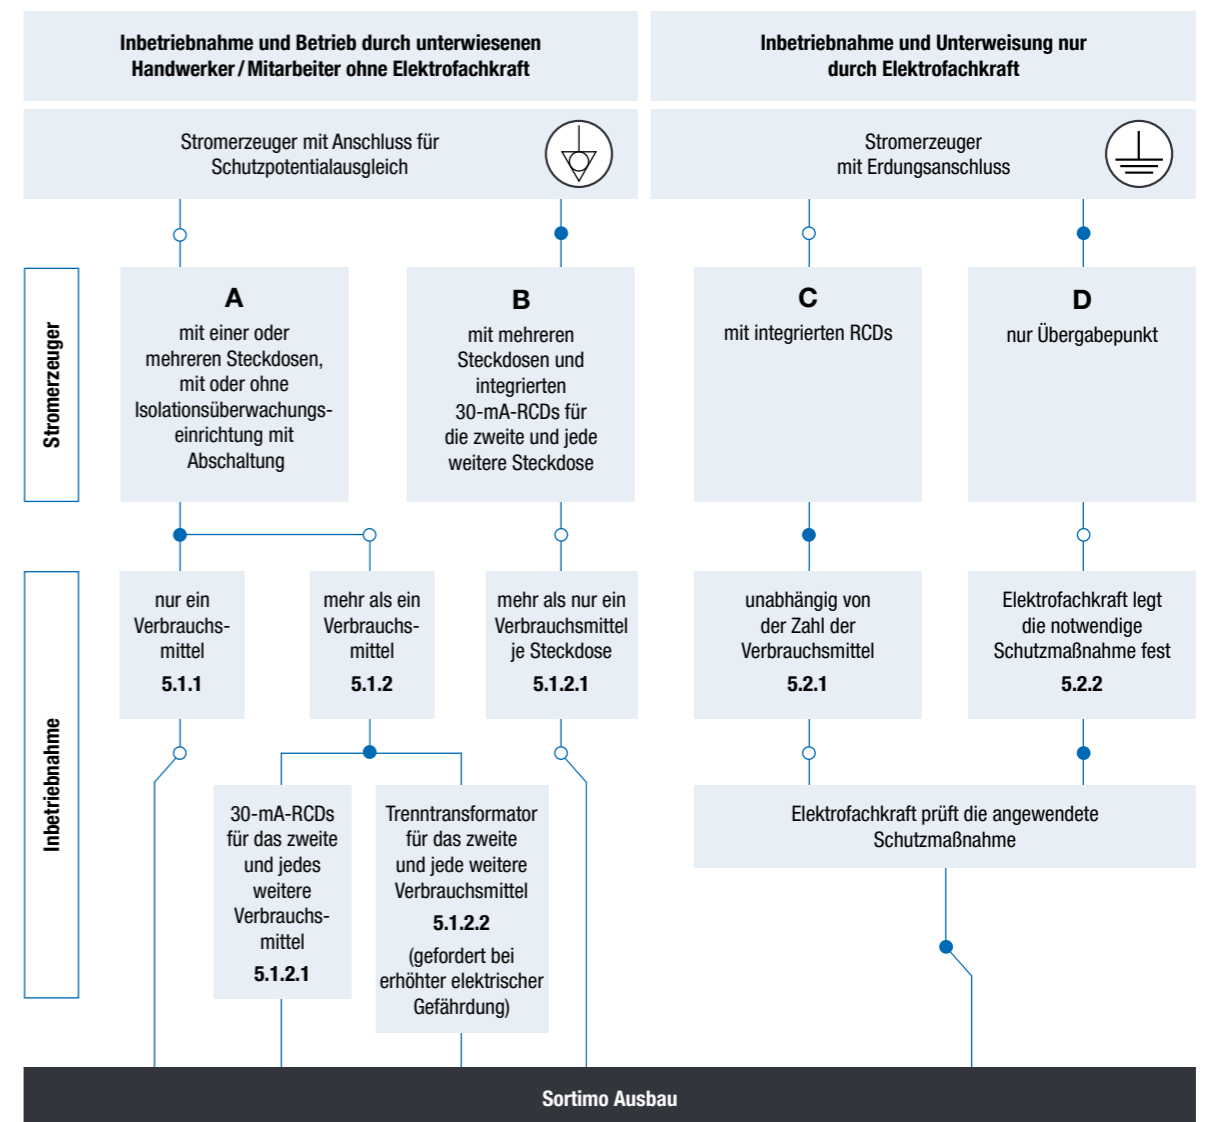 Inbetriebnahme und Betrieb durch unterwiesenen
Handwerker / Mitarbeiter ohne Elektrofachkraft
Inbetriebnahme und Unterweisung nur
durch Elektrofachkraft
Stromerzeuger mit Anschluss für
Schutzpotentialausgleich
Stromerzeuger
mit Erdungsanschluss
Stromerzeuger
A
mit einer oder
mehreren Steckdosen,
mit oder ohne
Isolationsüberwachungs-
einrichtung mit
Abschaltung
B
mit mehreren
Steckdosen und
integrierten
30-mA-RCDs für
die zweite und jede
weitere Steckdose
C
mit integrierten RCDs
D
nur Übergabepunkt
Inbetriebnahme
nur ein
Verbrauchs-
mittel
5.1.1
mehr als ein
Verbrauchs-
mittel
5.1.2
mehr als nur ein
Verbrauchsmittel
je Steckdose
5.1.2.1
unabhängig von
der Zahl der
Verbrauchsmittel
5.2.1
Elektrofachkraft legt
die notwendige
Schutzmaßnahme fest
5.2.2
30-mA-RCDs
für das zweite
und jedes
weitere
Verbrauchs-
mittel
5.1.2.1
Trenntransformator
für das zweite
und jede weitere
Verbrauchsmittel
5.1.2.2
(gefordert bei
erhöhter elektrischer
Gefährdung)
Elektrofachkraft prüft die angewendete
Schutzmaßnahme
Sortimo Ausbau